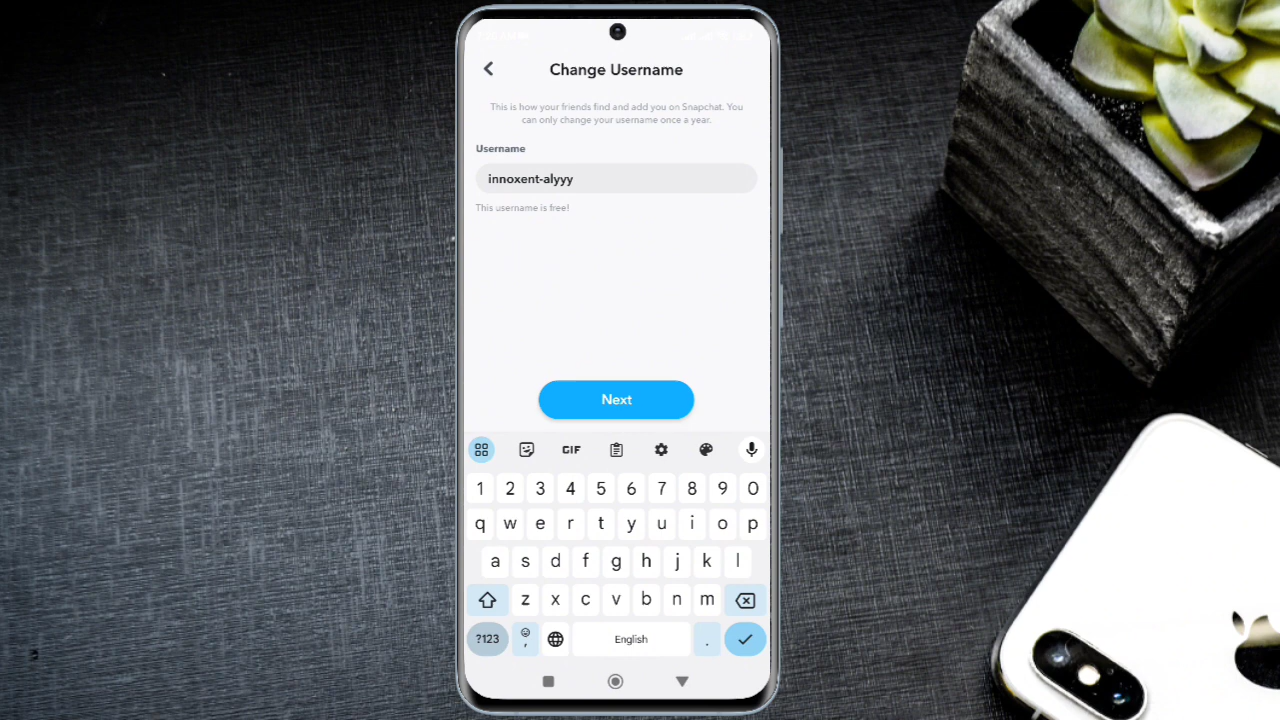 Change Username
This is how your friends find and add you on Snapchat. You
can only change your username once a year.
Username
innoxent-alyyy
This username is free!
Next
GIF
1 2 3 4 5 6 7 8 9 0
q w e r t y u i o p
a s d f g h j k l
z x c v b n m
?123 , English .